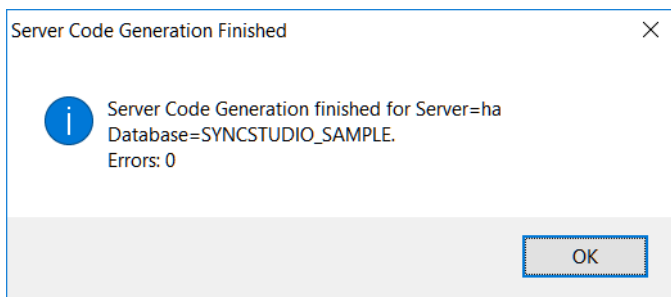 Server Code Generation Finished
Server Code Generation finished for Server=ha
Database=SYNCSTUDIO_SAMPLE.
Errors: 0
OK